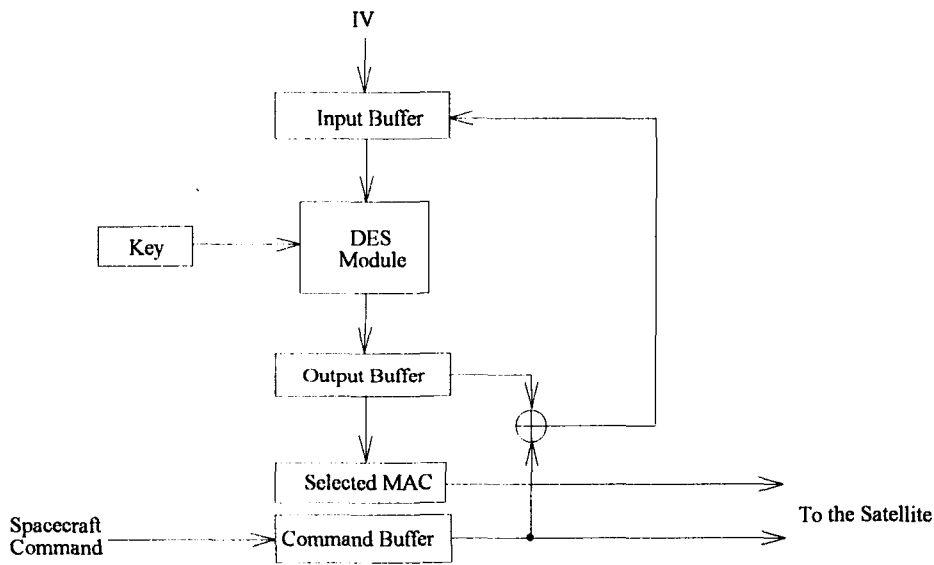 IV
Input Buffer
Key
DES
Module
Output Buffer
Selected MAC
Spacecraft
Command
Command Buffer
To the Satellite